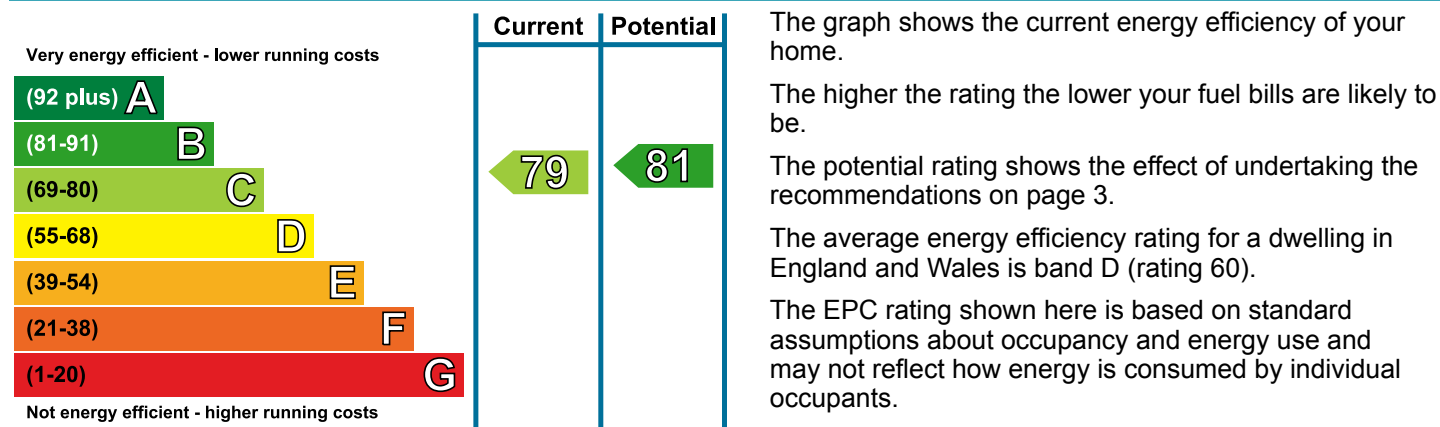 Current Potential
Very energy efficient - lower running costs
(92 plus) A
(81-91) B
(69-80) C
(55-68) D
(39-54) E
(21-38) F
(1-20) G
Not energy efficient - higher running costs
79
81
The graph shows the current energy efficiency of your
home.
The higher the rating the lower your fuel bills are likely to
be.
The potential rating shows the effect of undertaking the
recommendations on page 3.
The average energy efficiency rating for a dwelling in
England and Wales is band D (rating 60).
The EPC rating shown here is based on standard
assumptions about occupancy and energy use and
may not reflect how energy is consumed by individual
occupants.